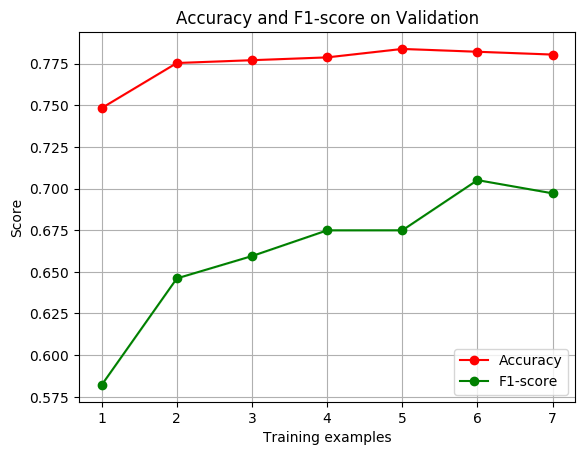 Accuracy and F1-score on Validation
Score
0.775
0.750
0.725
0.700
0.675
0.650
0.625
0.600
0.575
1 2 3 4 5 6 7
Training examples
Accuracy
F1-score